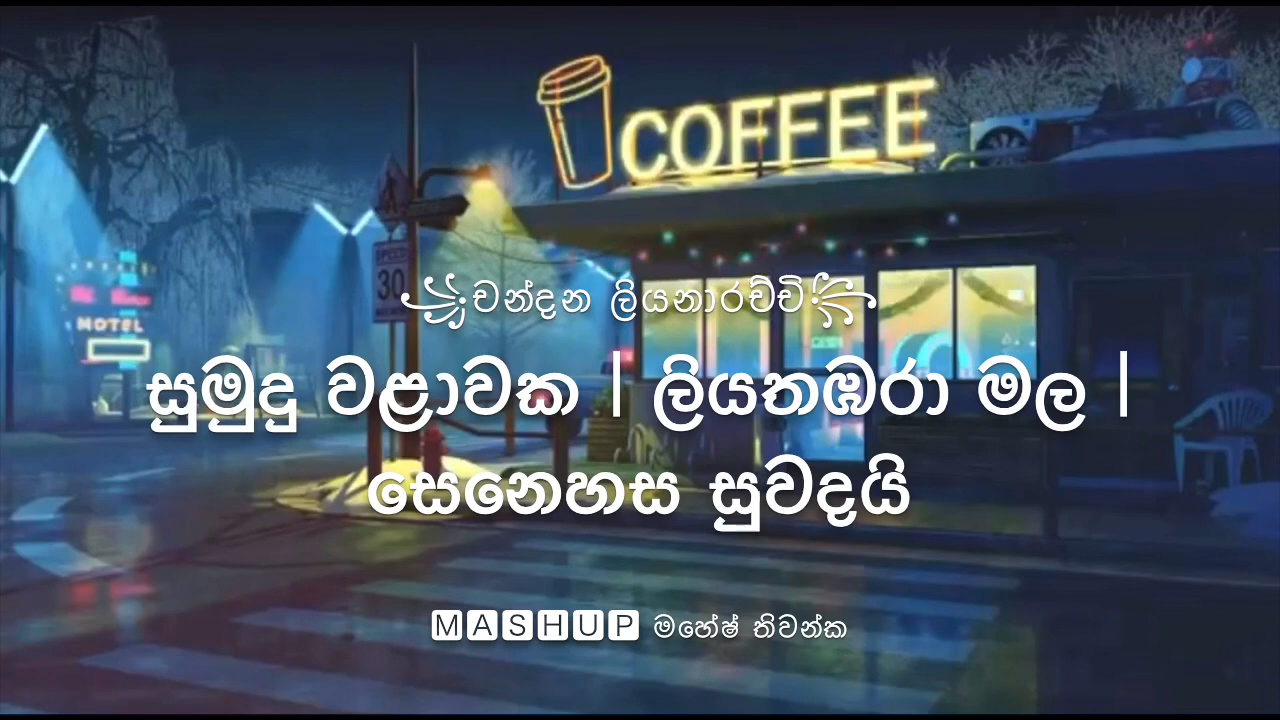 COFFEE
SPEED
30
MOTEL
꧁චන්දන ලියනාරච්චි꧂
සුමුදු වළාවක | ලියතඹරා මල |
සෙනෙහස සුවදයි
MASHUP මහේෂ් තිවන්ක